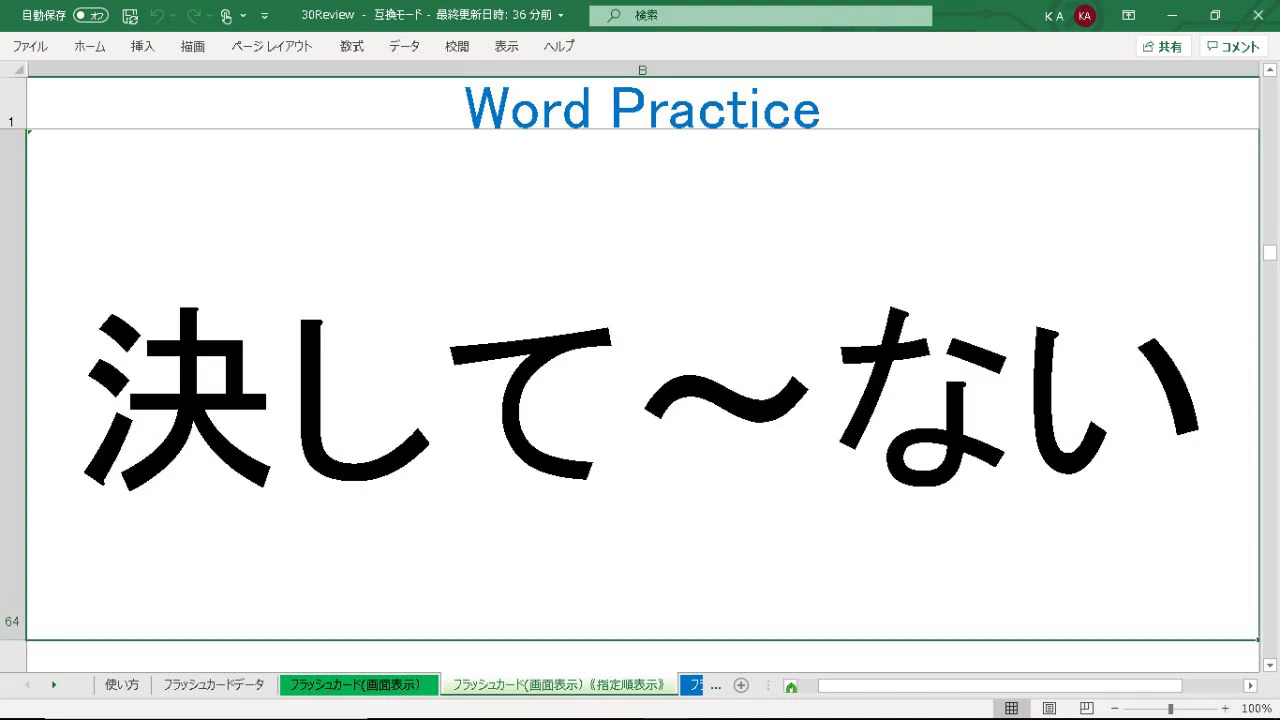 自動保存 オフ 30Review - 互換モード - 最終更新日時: 36 分前 検索 K A KA
ファイル ホーム 挿入 描画 ページ レイアウト 数式 データ 校閲 表示 ヘルプ 共有 コメント
B
1 Word Practice
決して～ない
64
使い方 フラッシュカードデータ フラッシュカード(画面表示) フラッシュカード(画面表示)《指定順表示》 フラ ...
100%